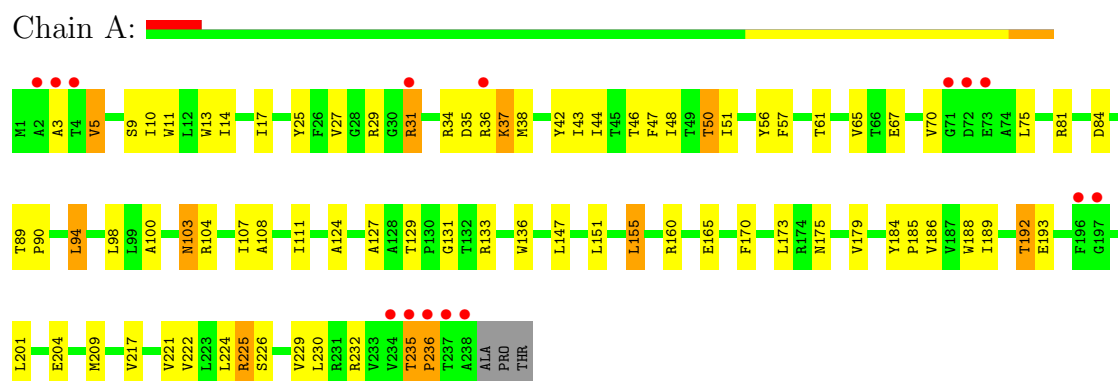 Chain A:
M1 A2 A3 T4 V5 S9 I10 W11 L12 W13 I14 I17 Y25 F26 V27 G28 R29 G30 R31 R34 D35 R36 K37 M38 Y42 I43 I44 T45 T46 F47 I48 T49 T50 I51 Y56 F57 T61 V65 T66 E67 V70 G71 D72 E73 A74 L75 R81 D84
T89 P90 L94 L98 L99 A100 N103 R104 I107 A108 I111 A124 A127 A128 T129 P130 G131 T132 R133 W136 L147 L151 L155 R160 E165 F170 L173 R174 N175 V179 Y184 P185 V186 V187 W188 I189 T192 E193 F196 G197
L201 E204 M209 V217 V221 V222 L223 L224 R225 S226 V229 L230 R231 R232 V233 V234 T235 P236 T237 A238 ALA PRO THR